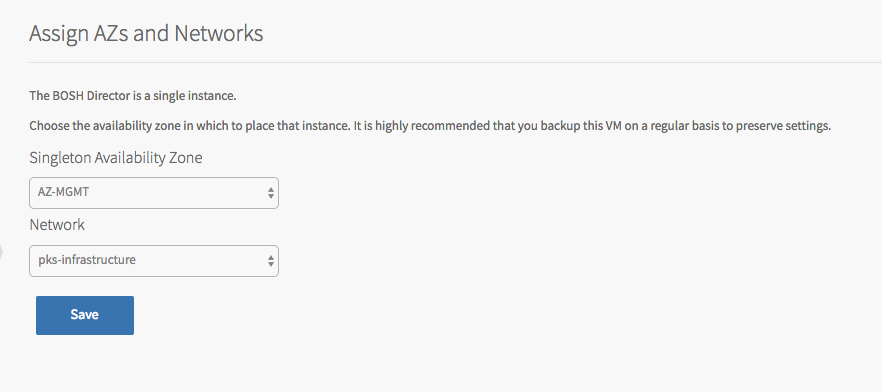 Assign AZs and Networks
The BOSH Director is a single instance.
Choose the availability zone in which to place that instance. It is highly recommended that you backup this VM on a regular basis to preserve settings.
Singleton Availability Zone
AZ-MGMT
Network
pks-infrastructure
Save